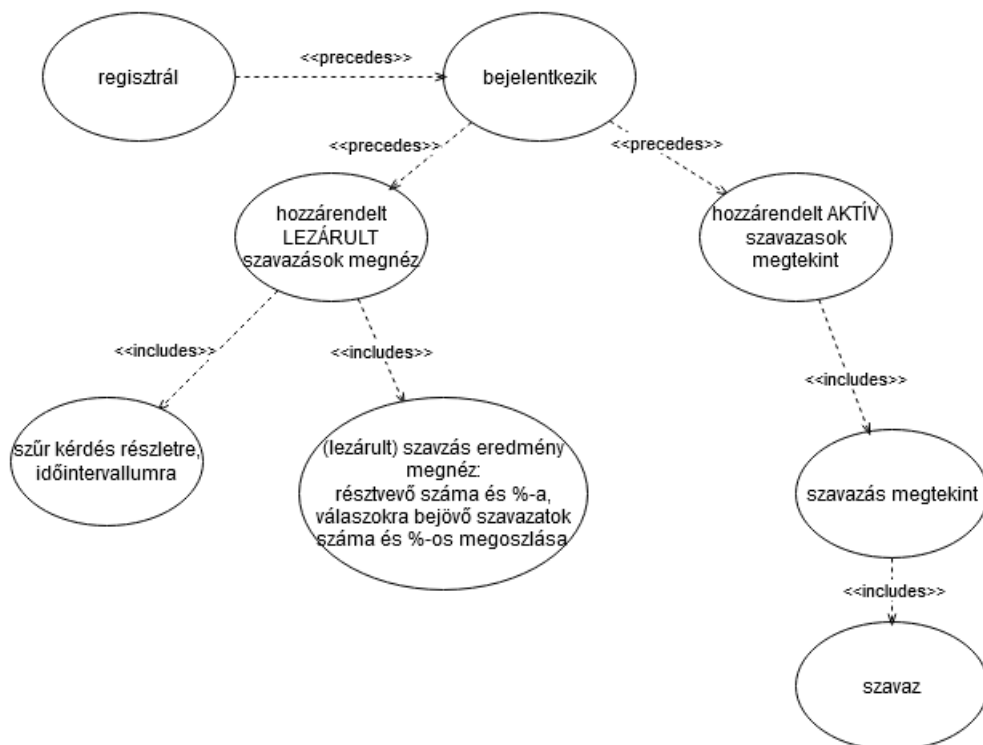 <<precedes>>
regisztrál
bejelentkezik
<<precedes>>
<<precedes>>
hozzárendelt
LEZÁRULT
szavazások megnéz
hozzárendelt AKTÍV
szavazasok
megtekint
<<includes>>
<<includes>>
<<includes>>
szűr kérdés részletre,
időintervallumra
(lezárult) szavzás eredmény
megnéz:
résztvevő száma és %-a,
válaszokra bejövő szavazatok
száma és %-os megoszlása
szavazás megtekint
<<includes>>
szavaz